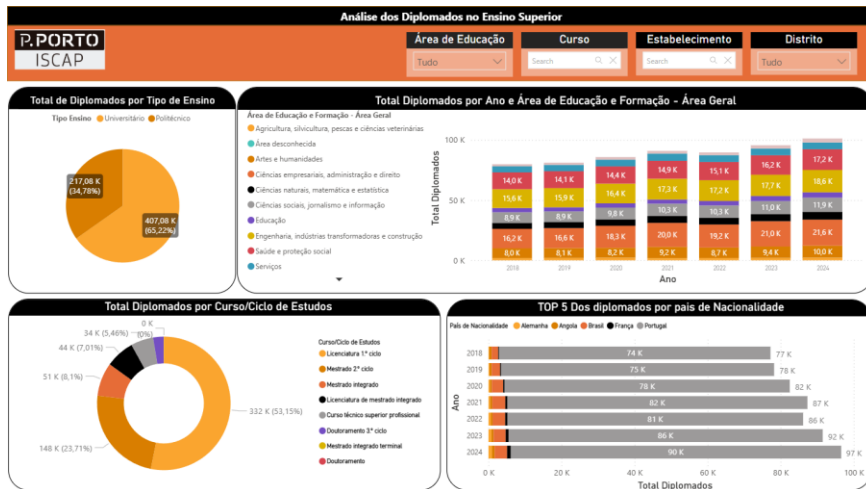 Análise dos Diplomados no Ensino Superior
P.PORTO
ISCAP
Área de Educação
Tudo
Curso
Search
Estabelecimento
Search
Distrito
Tudo
Total de Diplomados por Tipo de Ensino
Tipo Ensino Universitário Politécnico
217,08 K
(34,78%)
407,08 K
(65,22%)
Total Diplomados por Ano e Área de Educação e Formação - Área Geral
Área de Educação e Formação - Área Geral
Agricultura, silvicultura, pescas e ciências veterinárias
Área desconhecida
Artes e humanidades
Ciências empresariais, administração e direito
Ciências naturais, matemática e estatística
Ciências sociais, jornalismo e informação
Educação
Engenharia, indústrias transformadoras e construção
Saúde e proteção social
Serviços
Total Diplomados
100 K
50 K
0 K
14,0 K 14,1 K 14,4 K 14,9 K 15,1 K 16,2 K 17,2 K
15,6 K 15,9 K 16,4 K 17,3 K 17,2 K 17,7 K 18,6 K
8,9 K 8,9 K 9,8 K 10,3 K 10,3 K 11,0 K 11,9 K
16,2 K 16,6 K 18,3 K 20,0 K 19,2 K 21,0 K 21,6 K
8,0 K 8,1 K 8,2 K 9,2 K 8,7 K 9,4 K 10,0 K
2018 2019 2020 2021 2022 2023 2024
Ano
Total Diplomados por Curso/Ciclo de Estudos
0 K
(0%)
34 K (5,46%)
44 K (7,01%)
51 K (8,1%)
148 K (23,71%)
332 K (53,15%)
Curso/Ciclo de Estudos
Licenciatura 1.º ciclo
Mestrado 2.º ciclo
Mestrado integrado
Licenciatura de mestrado integrado
Curso técnico superior profissional
Doutoramento 3.º ciclo
Mestrado integrado terminal
Doutoramento
TOP 5 Dos diplomados por pais de Nacionalidade
País de Nacionalidade Alemanha Angola Brasil França Portugal
Ano
2018 74 K 77 K
2019 75 K 78 K
2020 78 K 82 K
2021 82 K 87 K
2022 81 K 86 K
2023 86 K 92 K
2024 90 K 97 K
0 K 20 K 40 K 60 K 80 K 100 K
Total Diplomados